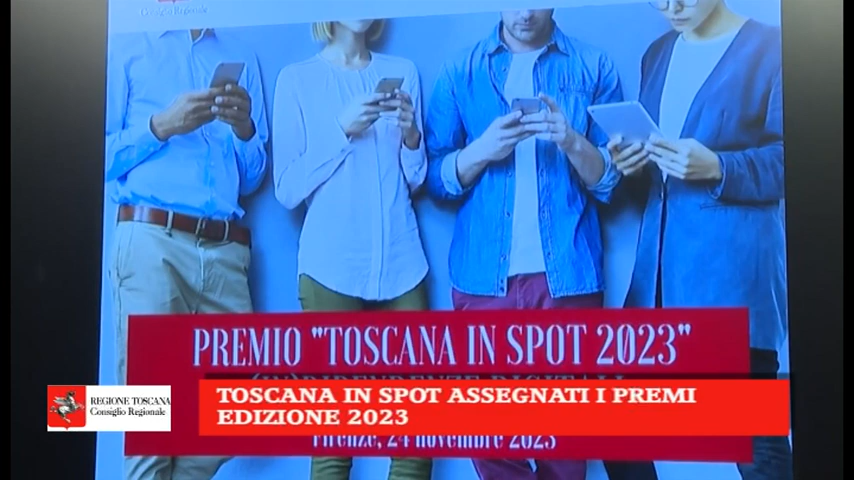 Consiglio Regionale
PREMIO "TOSCANA IN SPOT 2023"
TOSCANA IN SPOT ASSEGNATI I PREMI
EDIZIONE 2023
REGIONE TOSCANA
Consiglio Regionale
Firenze, 24 novembre 2023